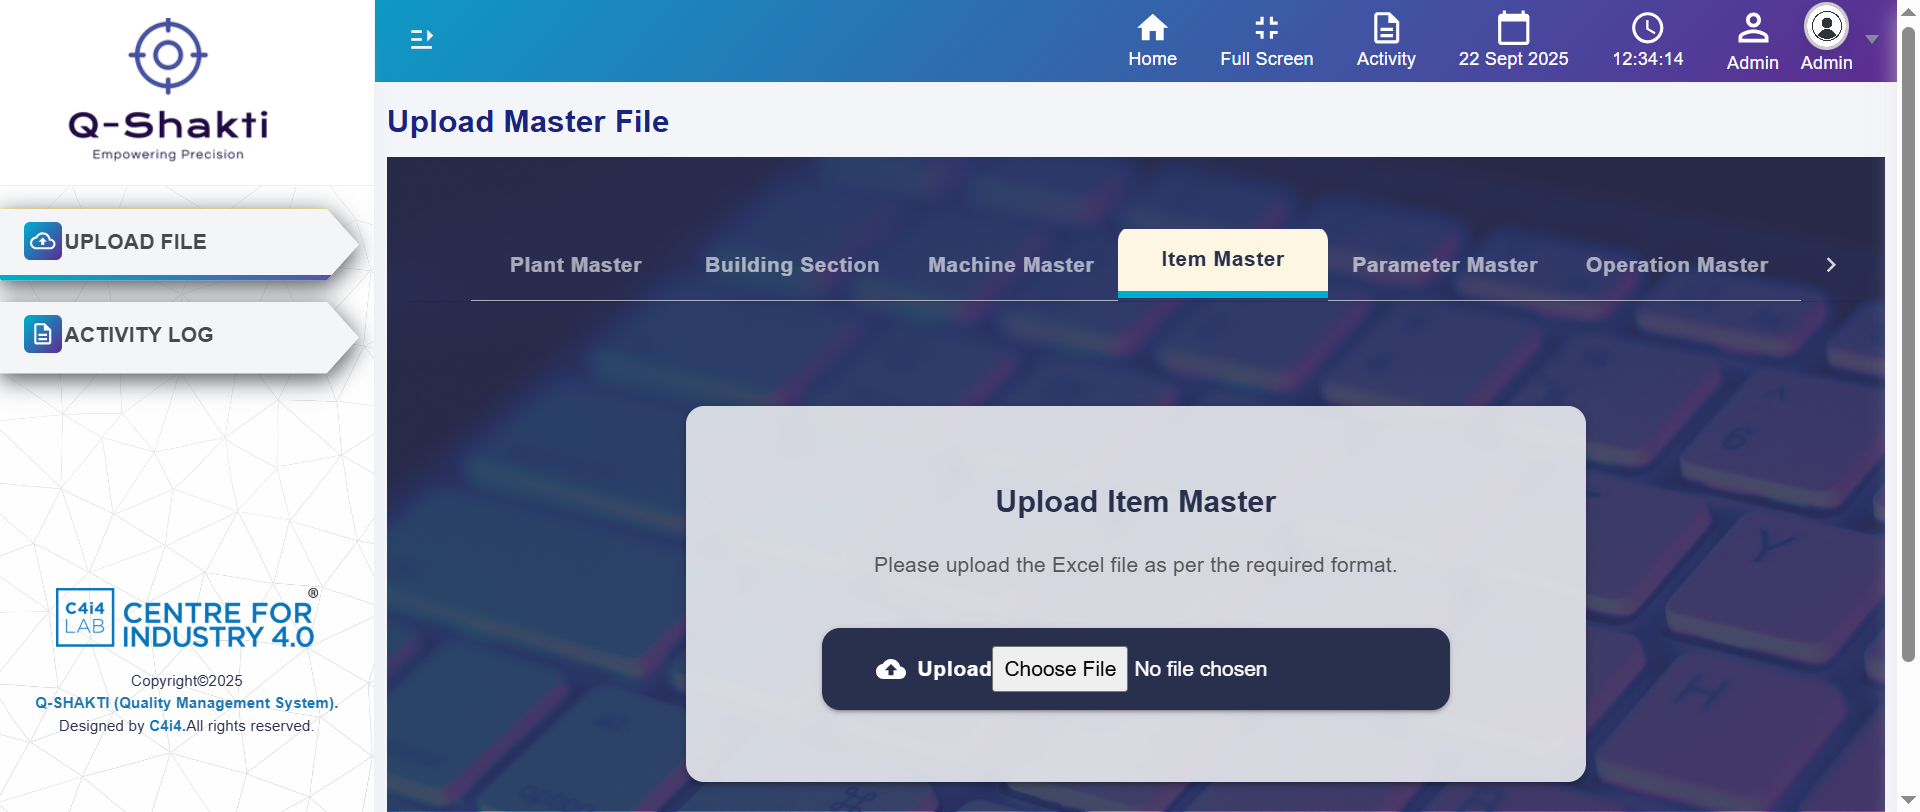 Q-Shakti
Empowering Precision
UPLOAD FILE
ACTIVITY LOG
C4i4
LAB
CENTRE FOR
INDUSTRY 4.0
®
Copyright©2025
Q-SHAKTI (Quality Management System).
Designed by C4i4.All rights reserved.
Home
Full Screen
Activity
22 Sept 2025
12:34:14
Admin
Admin
Upload Master File
Plant Master
Building Section
Machine Master
Item Master
Parameter Master
Operation Master
Upload Item Master
Please upload the Excel file as per the required format.
Upload Choose File No file chosen
6
Y
H
option